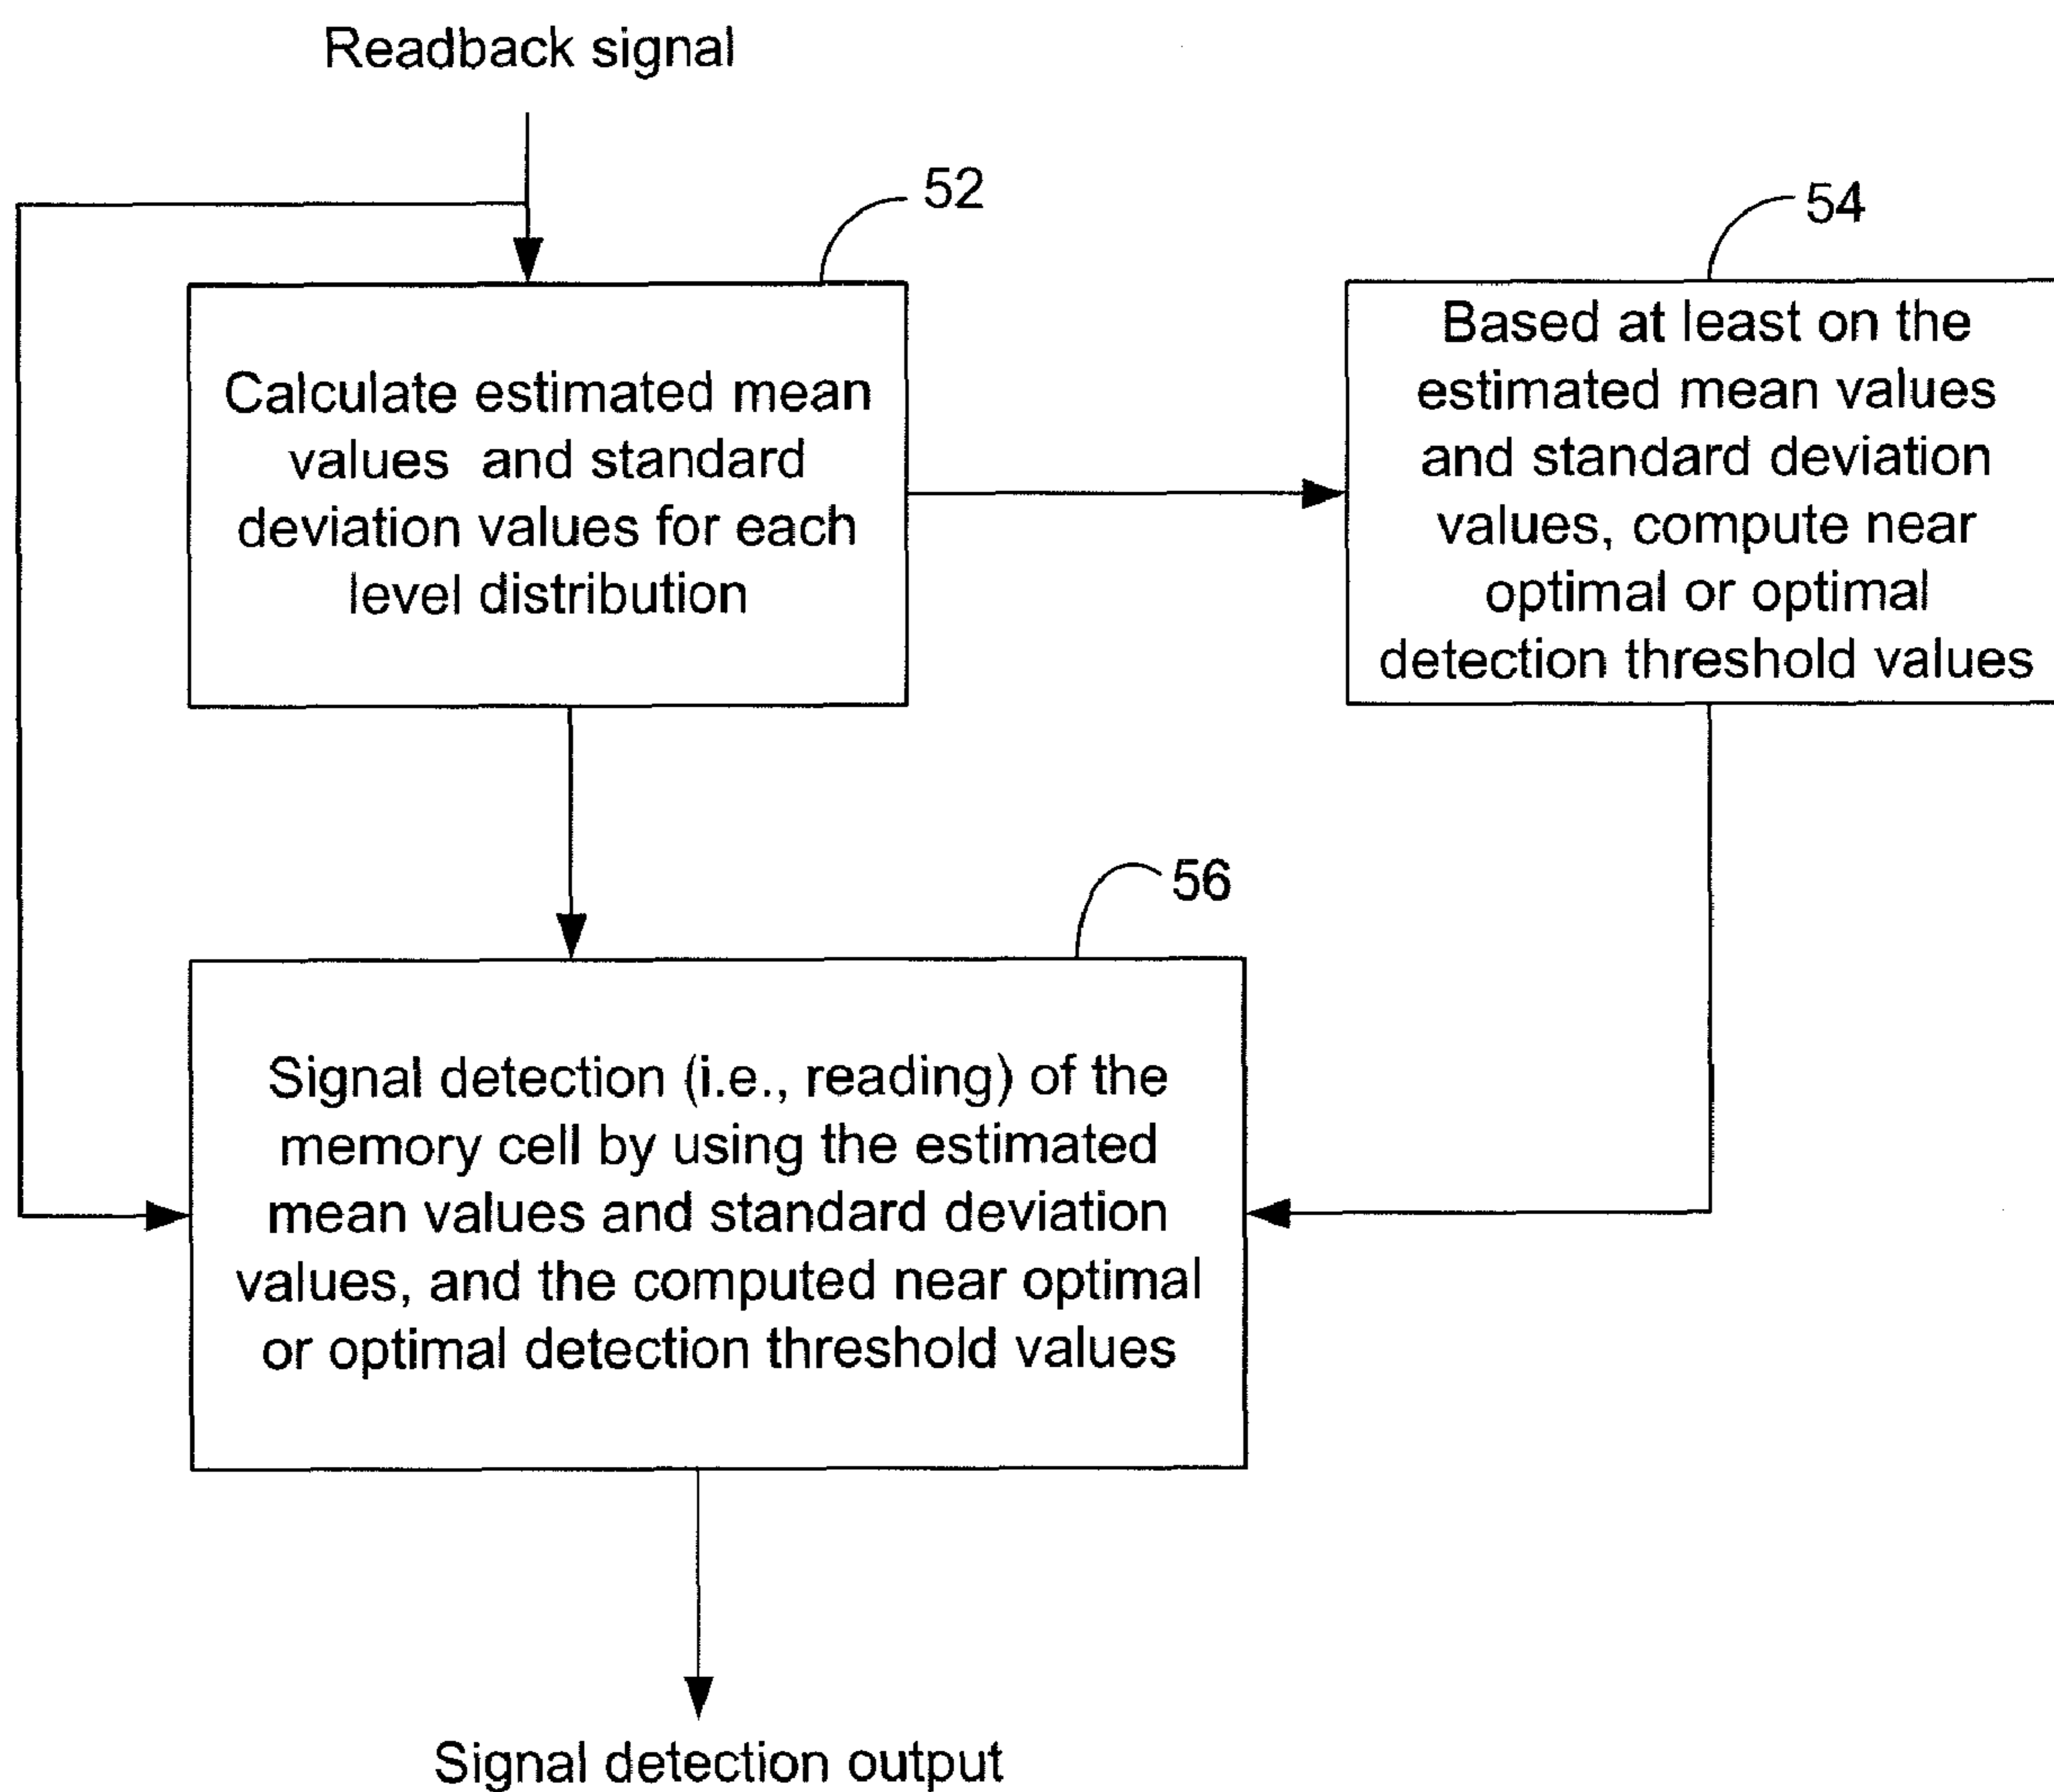 Readback signal
52
54
Calculate estimated mean
values and standard
deviation values for each
level distribution
Based at least on the
estimated mean values
and standard deviation
values, compute near
optimal or optimal
detection threshold values
56
Signal detection (i.e., reading) of the
memory cell by using the estimated
mean values and standard deviation
values, and the computed near optimal
or optimal detection threshold values
Signal detection output